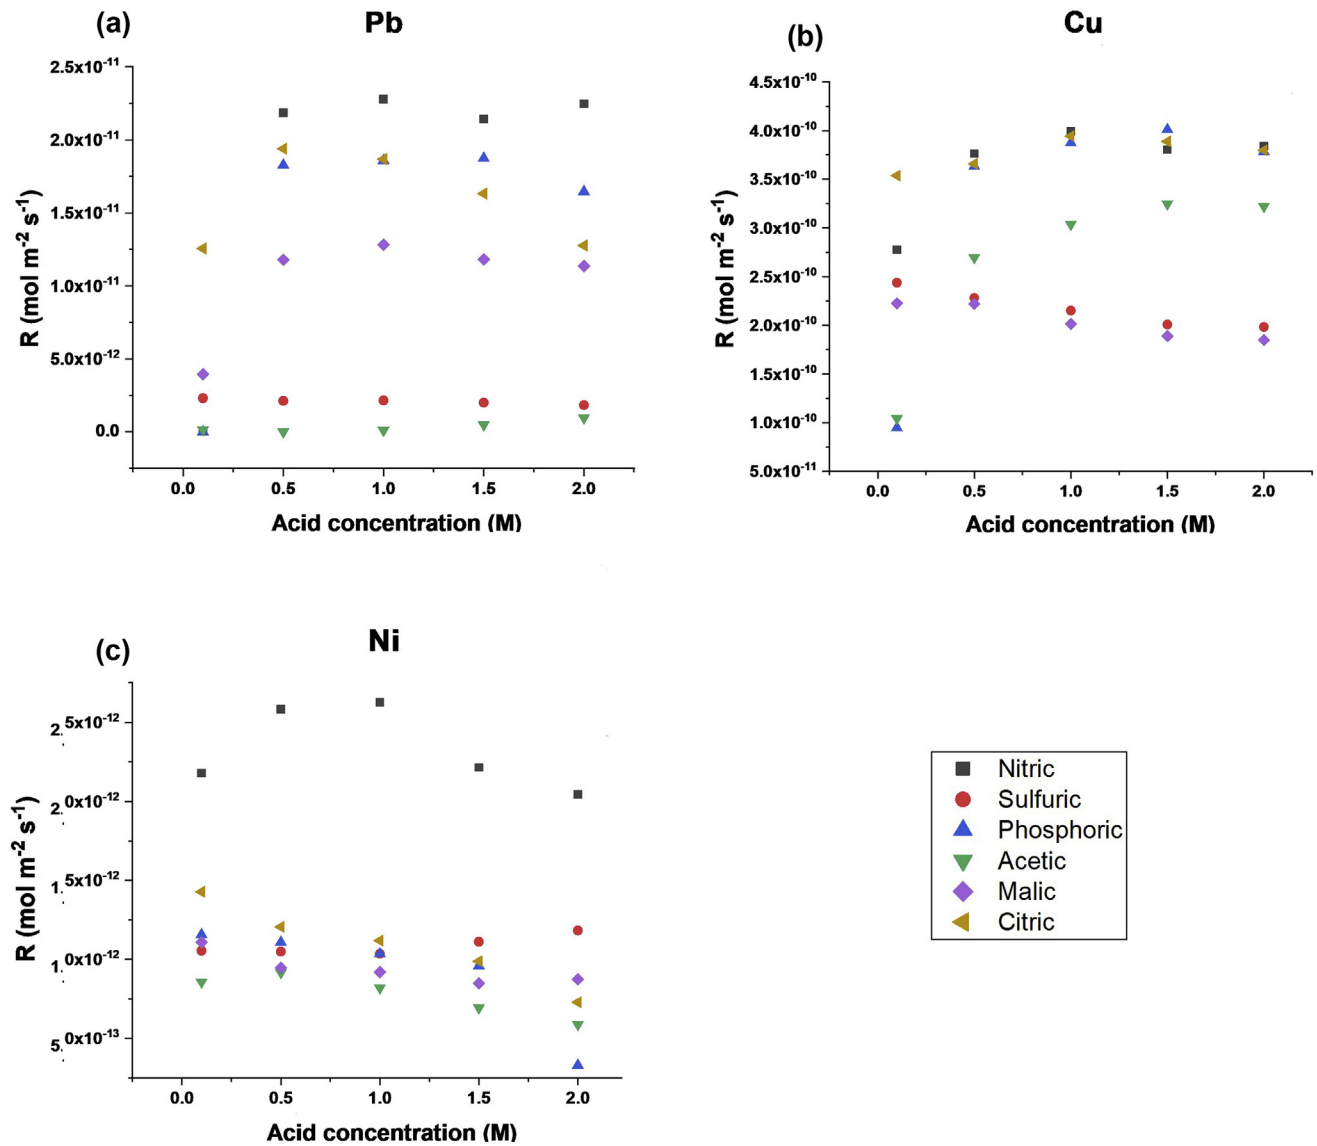 (a)
Pb
2.5x10⁻¹¹
2.0x10⁻¹¹
1.5x10⁻¹¹
1.0x10⁻¹¹
5.0x10⁻¹²
0.0
R (mol m⁻² s⁻¹)
0.0 0.5 1.0 1.5 2.0
Acid concentration (M)
(b)
Cu
4.5x10⁻¹⁰
4.0x10⁻¹⁰
3.5x10⁻¹⁰
3.0x10⁻¹⁰
2.5x10⁻¹⁰
2.0x10⁻¹⁰
1.5x10⁻¹⁰
1.0x10⁻¹⁰
5.0x10⁻¹¹
R (mol m⁻² s⁻¹)
0.0 0.5 1.0 1.5 2.0
Acid concentration (M)
(c)
Ni
2.5x10⁻¹²
2.0x10⁻¹²
1.5x10⁻¹²
1.0x10⁻¹²
5.0x10⁻¹³
R (mol m⁻² s⁻¹)
0.0 0.5 1.0 1.5 2.0
Acid concentration (M)
Nitric
Sulfuric
Phosphoric
Acetic
Malic
Citric